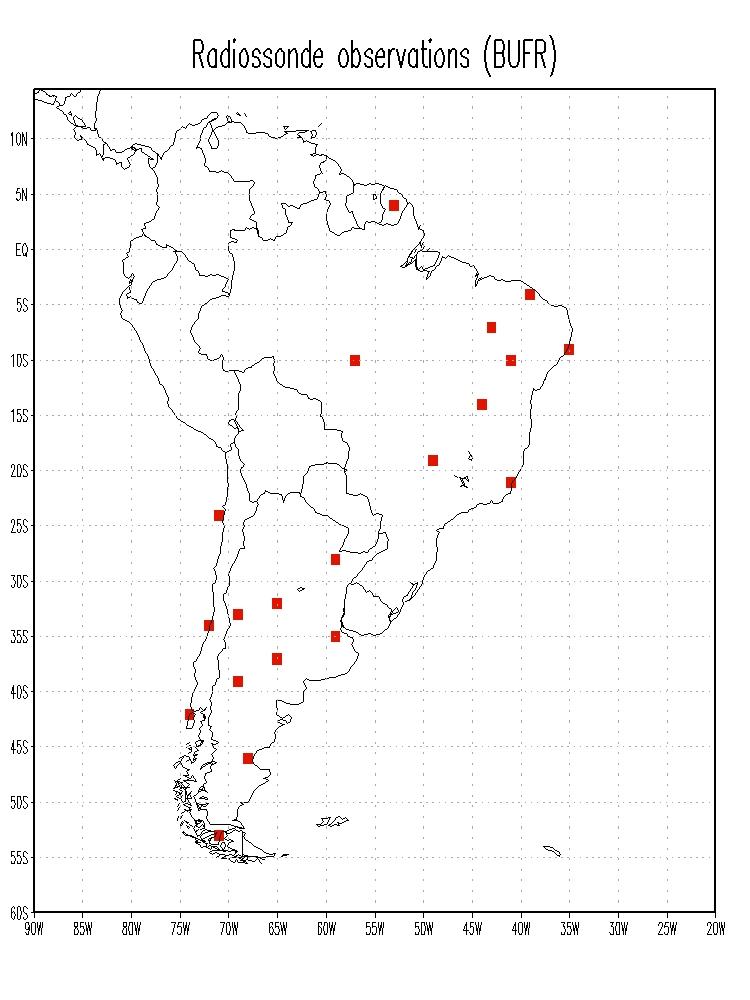 Radiossonde observations (BUFR)
10N
5N
EQ
5S
10S
15S
20S
25S
30S
35S
40S
45S
50S
55S
60S
90W 85W 80W 75W 70W 65W 60W 55W 50W 45W 40W 35W 30W 25W 20W